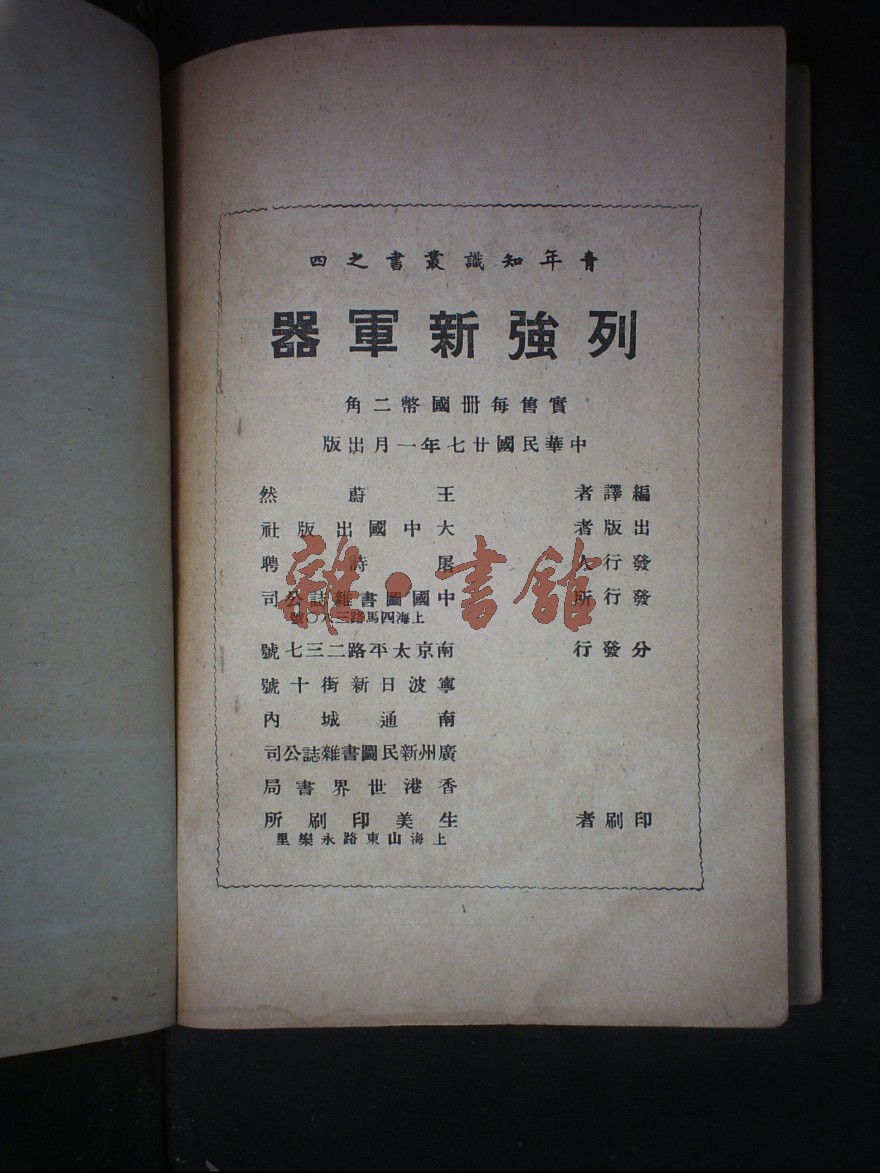 青年知識叢書之四
列強新軍器
實售每冊國幣二角
中華民國廿七年一月出版
編譯者 王蔚然
出版者 大中國出版社
發行人 屠詩聘
發行所 中國圖書雜誌公司
上海四馬路三八〇號
分發行 南京太平路二三七號
寧波日新街十號
南通城內
廣州新民圖書雜誌公司
香港世界書局
印刷者 生美印刷所
上海山東路永樂里
雜·書館